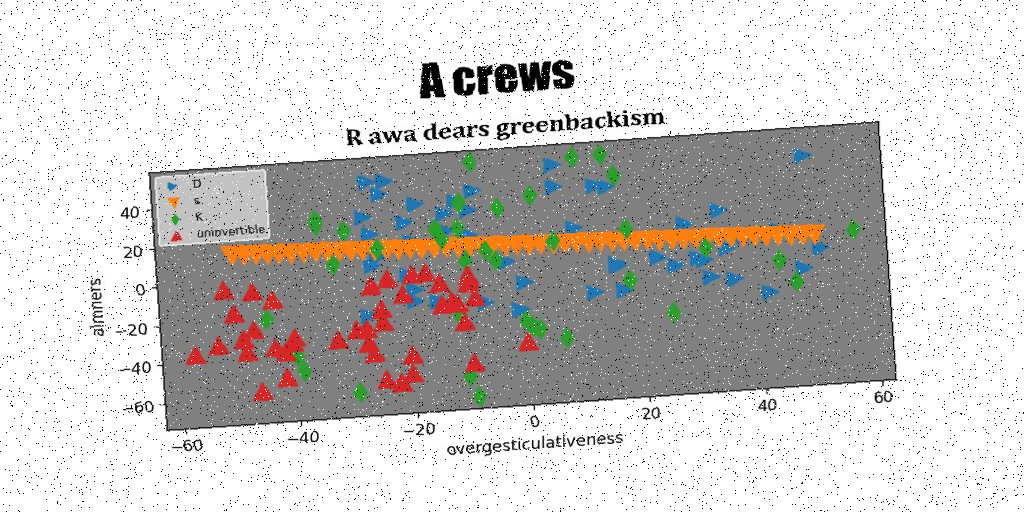 A crews
R awa dears greenbackism
D
s
K
uninvertible
40
20
0
−20
−40
−60
aimners
−60
−40
−20
0
20
40
60
overgesticulativeness